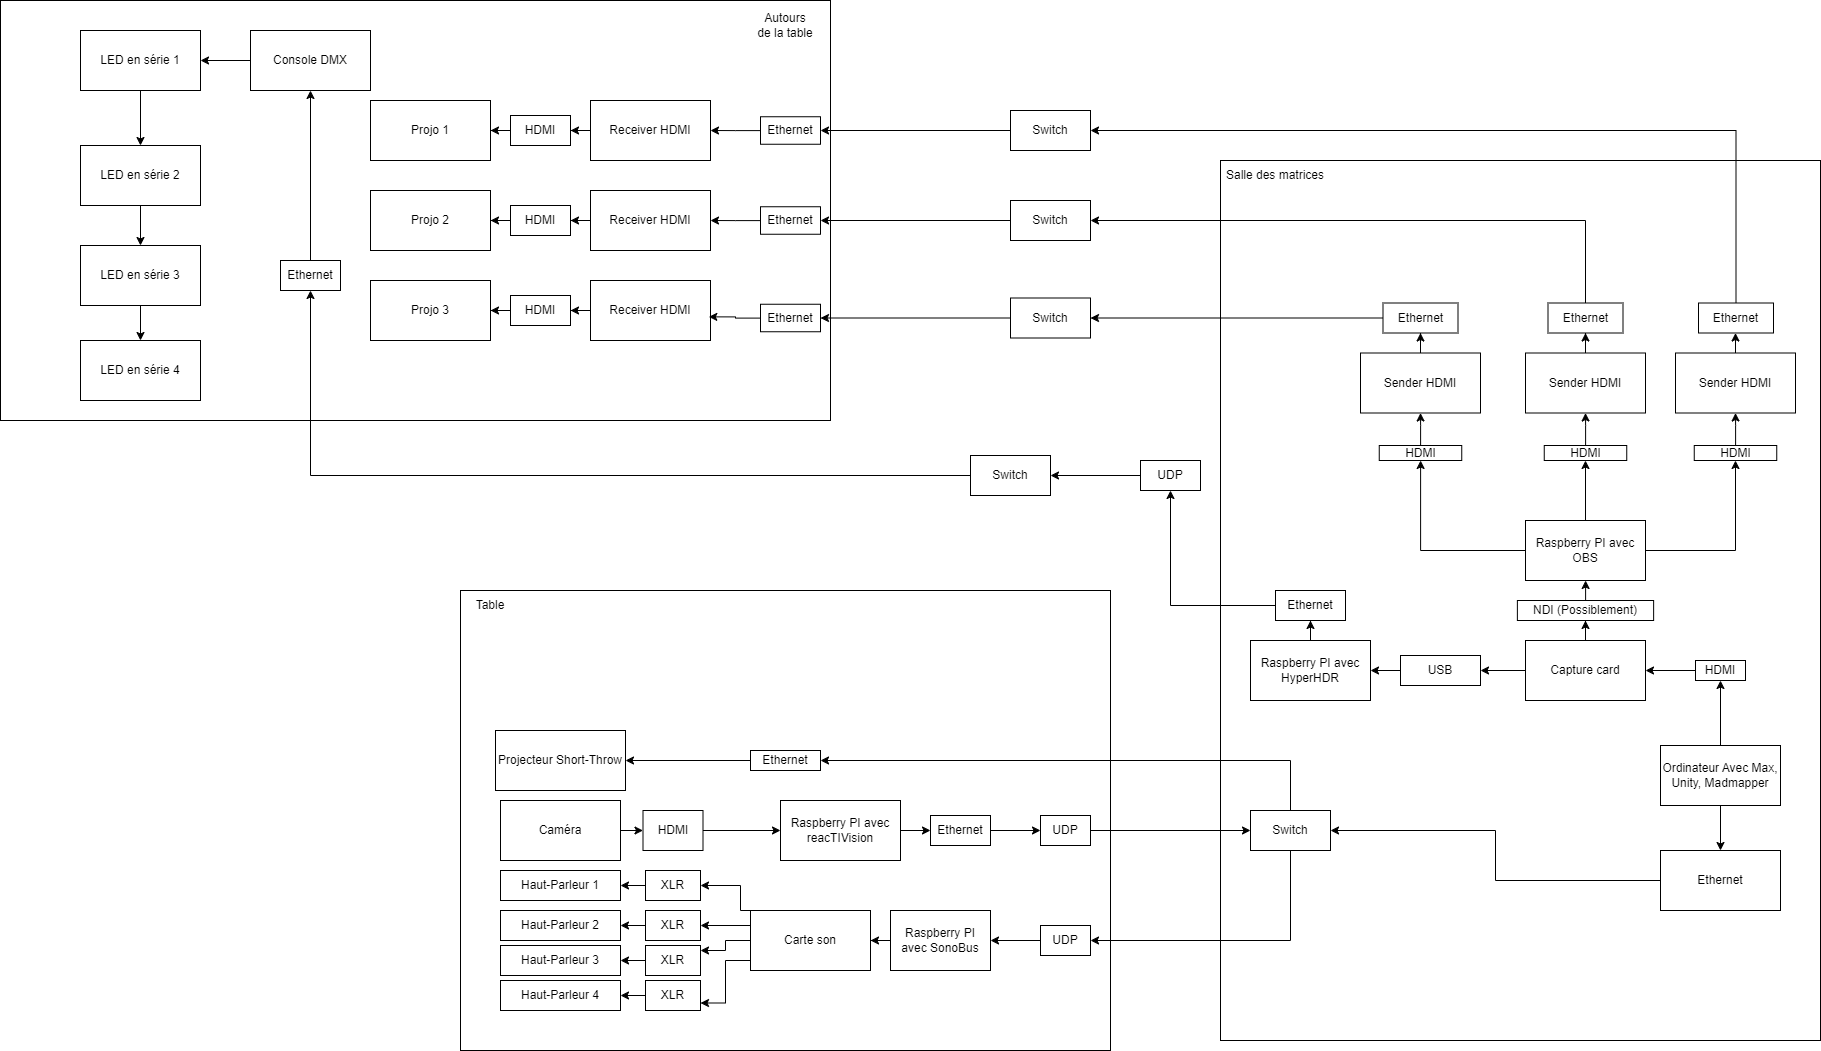 Autours
de la table
LED en série 1
Console DMX
Projo 1
HDMI
Receiver HDMI
Ethernet
Switch
LED en série 2
Salle des matrices
Projo 2
HDMI
Receiver HDMI
Ethernet
Switch
LED en série 3
Ethernet
Projo 3
HDMI
Receiver HDMI
Ethernet
Switch
Ethernet
Ethernet
Ethernet
LED en série 4
Sender HDMI
Sender HDMI
Sender HDMI
HDMI
HDMI
HDMI
Switch
UDP
Raspberry PI avec
OBS
Table
Ethernet
NDI (Possiblement)
Raspberry PI avec
HyperHDR
USB
Capture card
HDMI
Projecteur Short-Throw
Ethernet
Ordinateur Avec Max,
Unity, Madmapper
Caméra
HDMI
Raspberry PI avec
reacTIVision
Ethernet
UDP
Switch
Ethernet
Haut-Parleur 1
XLR
Haut-Parleur 2
XLR
Carte son
Raspberry PI
avec SonoBus
UDP
Haut-Parleur 3
XLR
Haut-Parleur 4
XLR